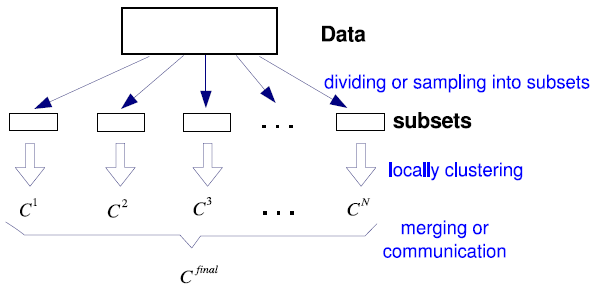 Data
dividing or sampling into subsets
... subsets
locally clustering
C^1 C^2 C^3 ... C^N
merging or
communication
C^final